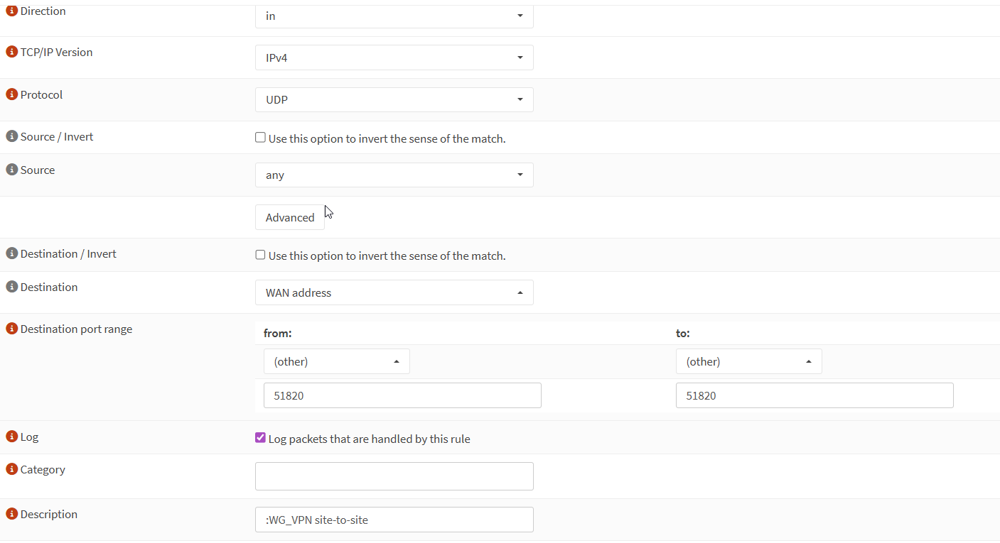 Direction
in
TCP/IP Version
IPv4
Protocol
UDP
Source / Invert
Use this option to invert the sense of the match.
Source
any
Advanced
Destination / Invert
Use this option to invert the sense of the match.
Destination
WAN address
Destination port range
from: to:
(other) (other)
51820 51820
Log
Log packets that are handled by this rule
Category
Description
:WG_VPN site-to-site